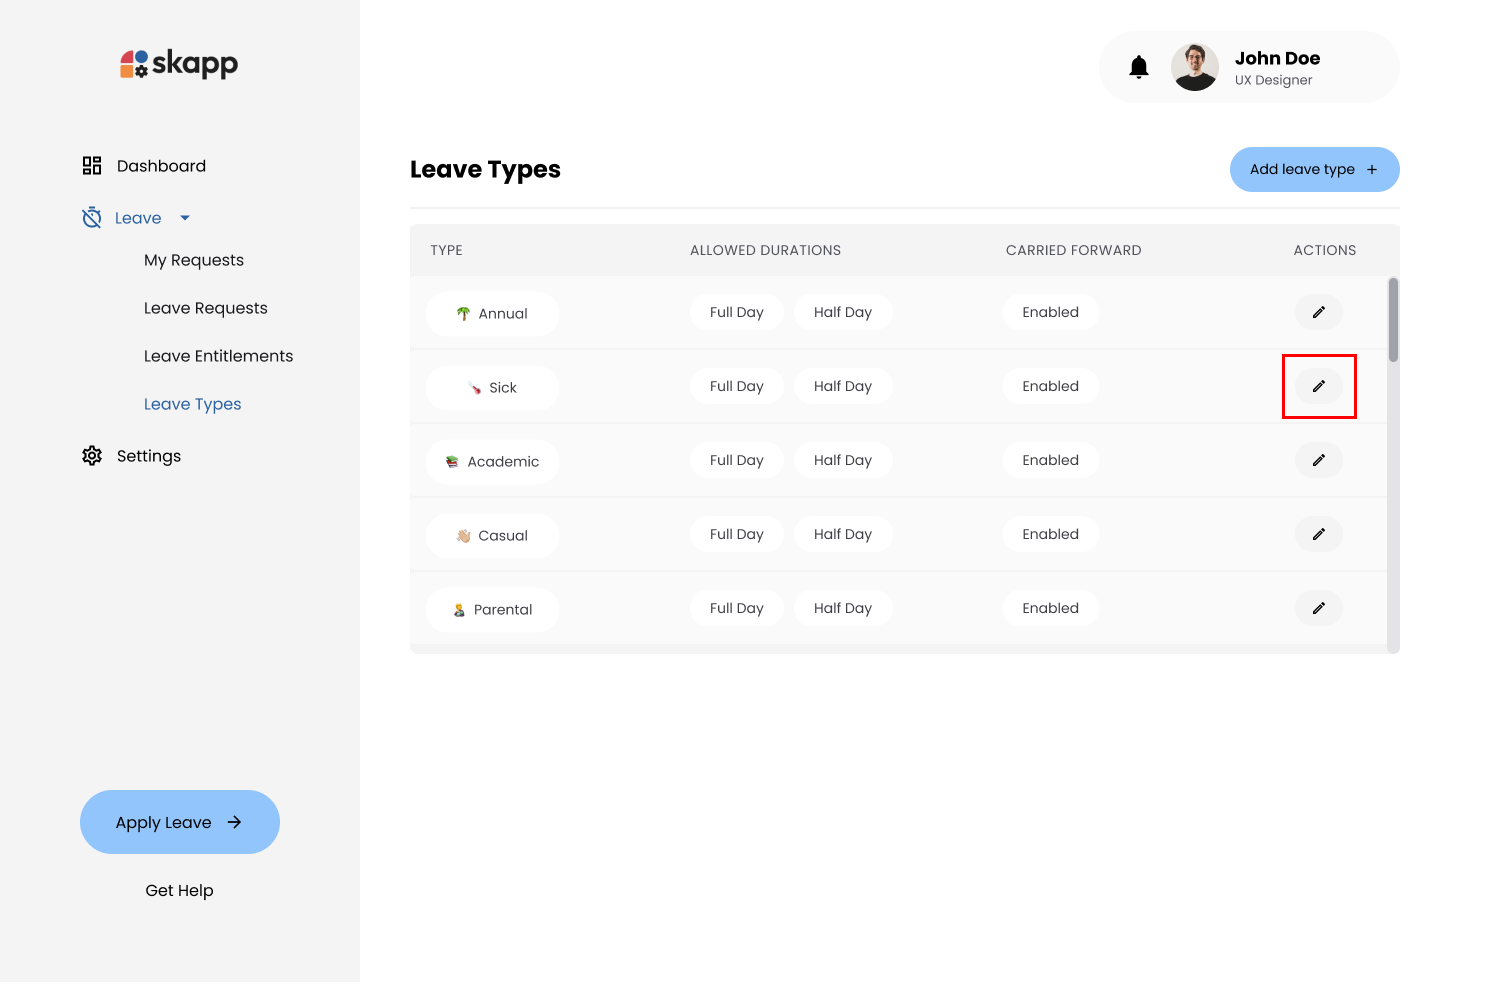 skapp
John Doe
UX Designer
Dashboard
Leave
My Requests
Leave Requests
Leave Entitlements
Leave Types
Settings
Apply Leave
Get Help
Leave Types
Add leave type +
TYPE ALLOWED DURATIONS CARRIED FORWARD ACTIONS
Annual Full Day Half Day Enabled
Sick Full Day Half Day Enabled
Academic Full Day Half Day Enabled
Casual Full Day Half Day Enabled
Parental Full Day Half Day Enabled